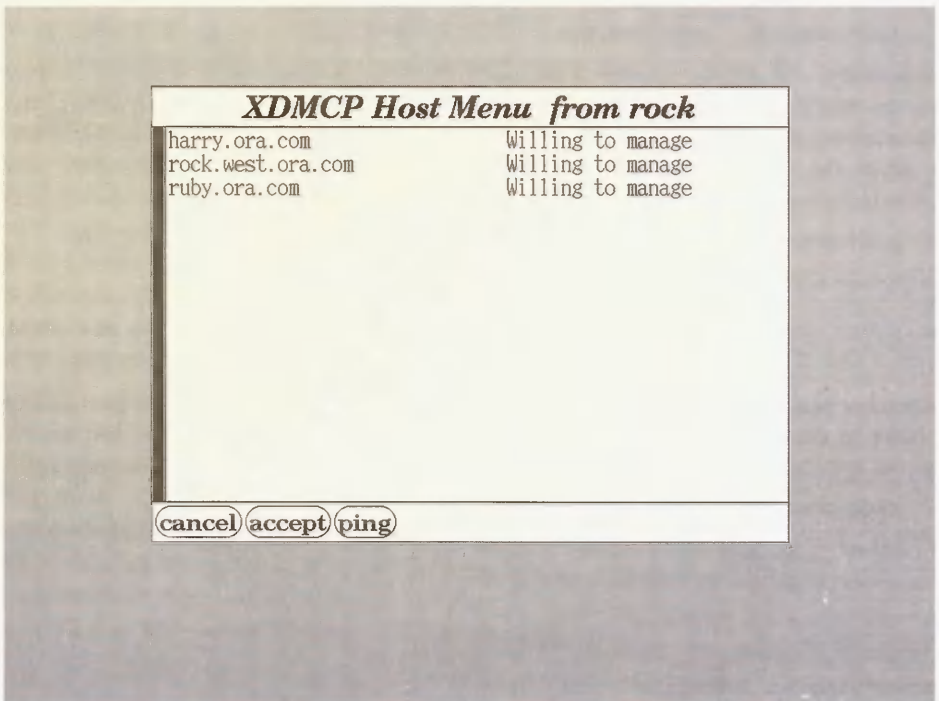 XDMCP Host Menu from rock
harry.ora.com Willing to manage
rock.west.ora.com Willing to manage
ruby.ora.com Willing to manage
cancel accept ping